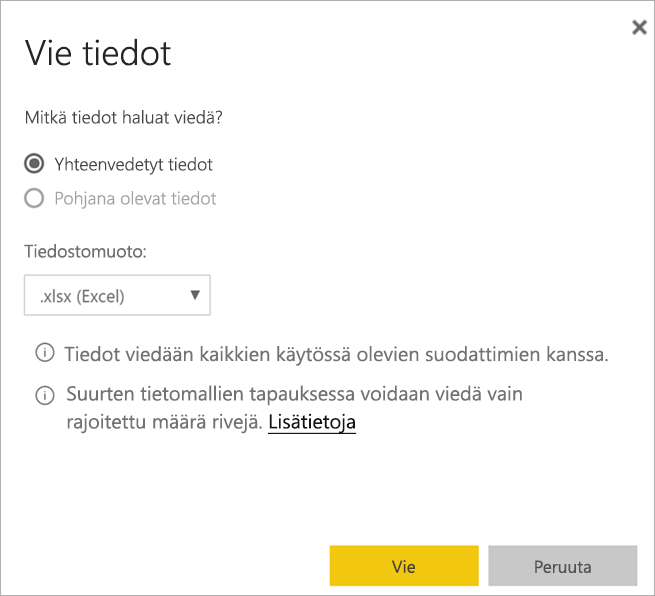 Vie tiedot
Mitkä tiedot haluat viedä?
Yhteenvedetyt tiedot
Pohjana olevat tiedot
Tiedostomuoto:
.xlsx (Excel)
Tiedot viedään kaikkien käytössä olevien suodattimien kanssa.
Suurten tietomallien tapauksessa voidaan viedä vain
rajoitettu määrä rivejä. Lisätietoja
Vie
Peruuta